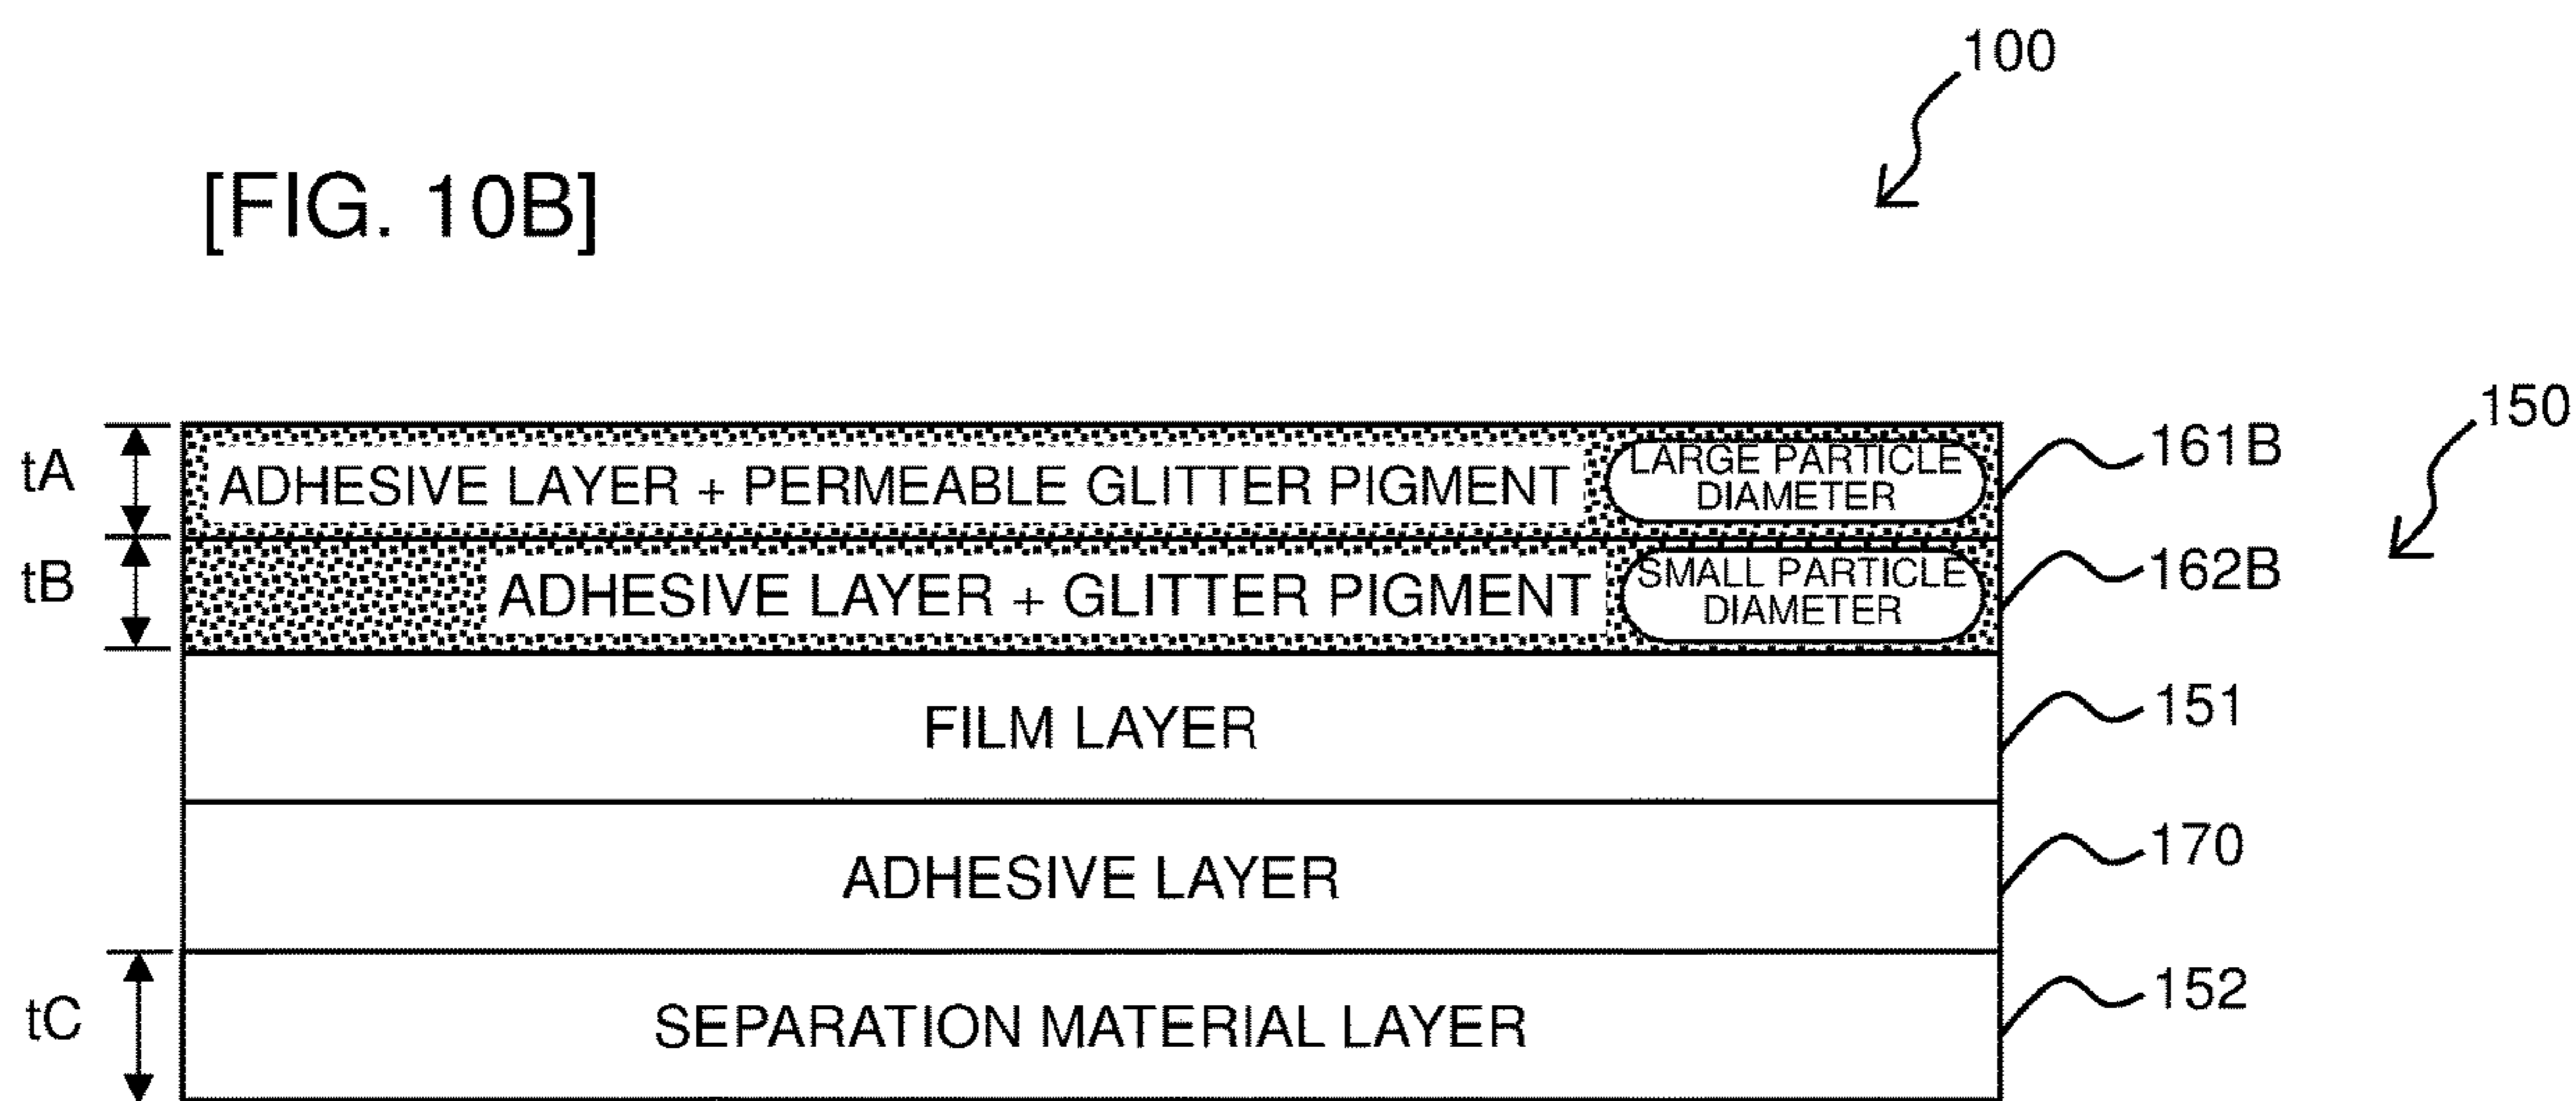 100
[FIG. 10B]
150
tA
ADHESIVE LAYER + PERMEABLE GLITTER PIGMENT
LARGE PARTICLE
DIAMETER
161B
tB
ADHESIVE LAYER + GLITTER PIGMENT
SMALL PARTICLE
DIAMETER
162B
FILM LAYER
151
ADHESIVE LAYER
170
tC
SEPARATION MATERIAL LAYER
152